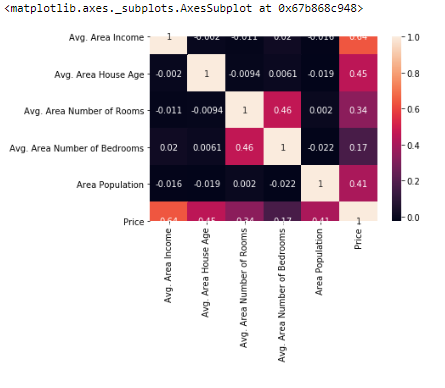 <matplotlib.axes._subplots.AxesSubplot at 0x67b868c948>
Avg. Area Income 1 -0.002 -0.011 0.02 -0.016 0.64
Avg. Area House Age -0.002 1 -0.0094 0.0061 -0.019 0.45
Avg. Area Number of Rooms -0.011 -0.0094 1 0.46 0.002 0.34
Avg. Area Number of Bedrooms 0.02 0.0061 0.46 1 -0.022 0.17
Area Population -0.016 -0.019 0.002 -0.022 1 0.41
Price 0.64 0.45 0.34 0.17 0.41 1
Avg. Area Income
Avg. Area House Age
Avg. Area Number of Rooms
Avg. Area Number of Bedrooms
Area Population
Price
1.0
0.8
0.6
0.4
0.2
0.0